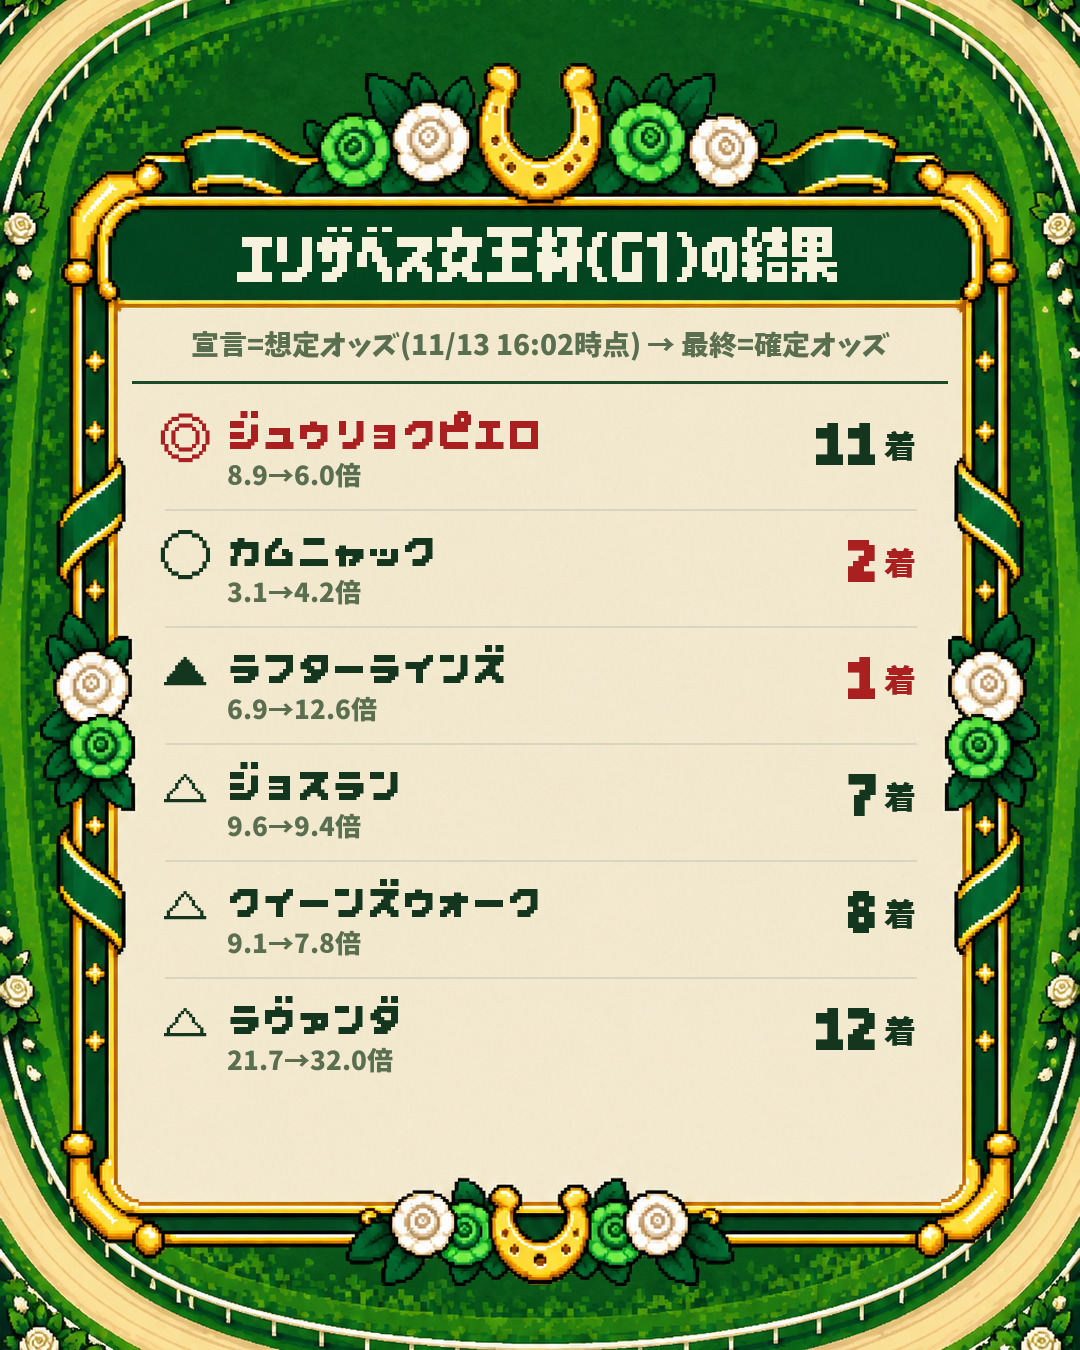 エリザベス女王杯(G1)の結果
宣言=想定オッズ(11/13 16:02時点) → 最終=確定オッズ
◎ ジュウリョクピエロ 11着
8.9→6.0倍
○ カムニャック 2着
3.1→4.2倍
▲ ラフターラインズ 1着
6.9→12.6倍
△ ジョスラン 7着
9.6→9.4倍
△ クイーンズウォーク 8着
9.1→7.8倍
△ ラヴァンダ 12着
21.7→32.0倍